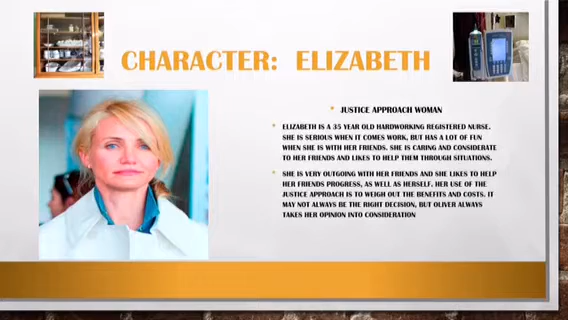 CHARACTER: ELIZABETH
• JUSTICE APPROACH WOMAN
• ELIZABETH IS A 35 YEAR OLD HARDWORKING REGISTERED NURSE.
SHE IS SERIOUS WHEN IT COMES WORK, BUT HAS A LOT OF FUN
WHEN SHE IS WITH HER FRIENDS. SHE IS CARING AND CONSIDERATE
TO HER FRIENDS AND LIKES TO HELP THEM THROUGH SITUATIONS.
• SHE IS VERY OUTGOING WITH HER FRIENDS AND SHE LIKES TO HELP
HER FRIENDS PROGRESS, AS WELL AS HERSELF. HER USE OF THE
JUSTICE APPROACH IS TO WEIGH OUT THE BENEFITS AND COSTS. IT
MAY NOT ALWAYS BE THE RIGHT DECISION, BUT OLIVER ALWAYS
TAKES HER OPINION INTO CONSIDERATION